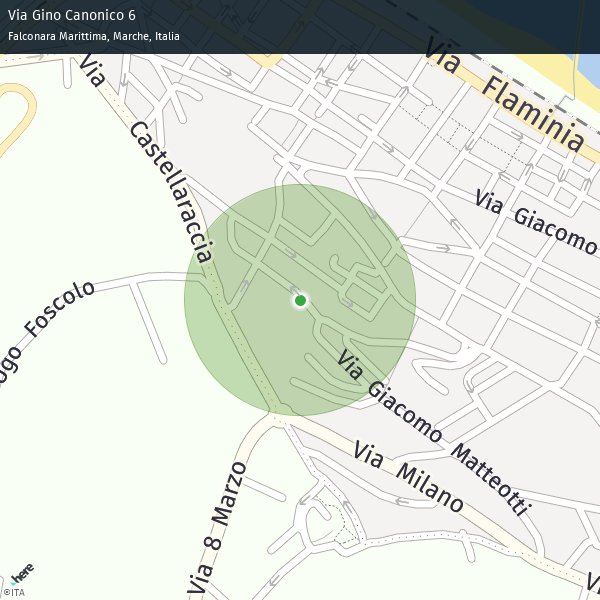 Via Gino Canonico 6
Falconara Marittima, Marche, Italia
Via Flaminia
Via Castellaraccia
Via Giacomo
ogo Foscolo
Via Giacomo Matteotti
Via Milano
Via 8 Marzo
Vi
here
©ITA